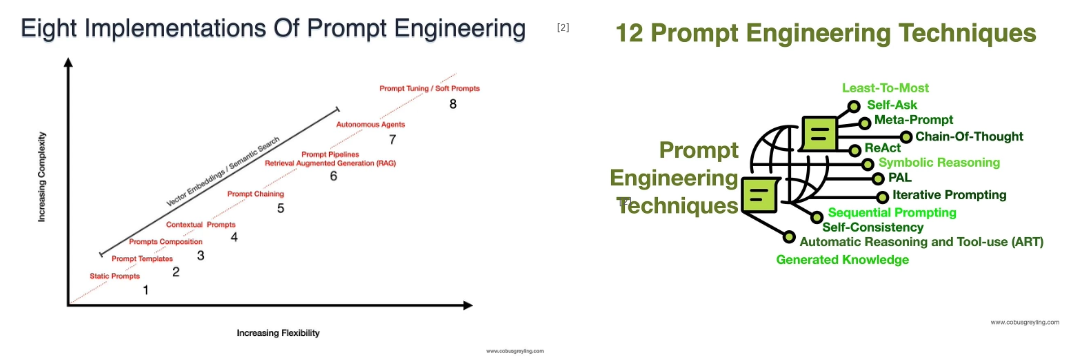 Eight Implementations Of Prompt Engineering
[2]
Increasing Complexity
Prompt Tuning / Soft Prompts
8
Autonomous Agents
7
Vector Embeddings / Semantic Search
Prompt Pipelines
Retrieval Augmented Generation (RAG)
6
Prompt Chaining
5
Contextual Prompts
4
Prompts Composition
3
Prompt Templates
2
Static Prompts
1
Increasing Flexibility
www.cobusgreyling.com
12 Prompt Engineering Techniques
Prompt
Engineering
Techniques
Least-To-Most
Self-Ask
Meta-Prompt
Chain-Of-Thought
ReAct
Symbolic Reasoning
PAL
Iterative Prompting
Sequential Prompting
Self-Consistency
Automatic Reasoning and Tool-use (ART)
Generated Knowledge
www.cobusgreyling.com